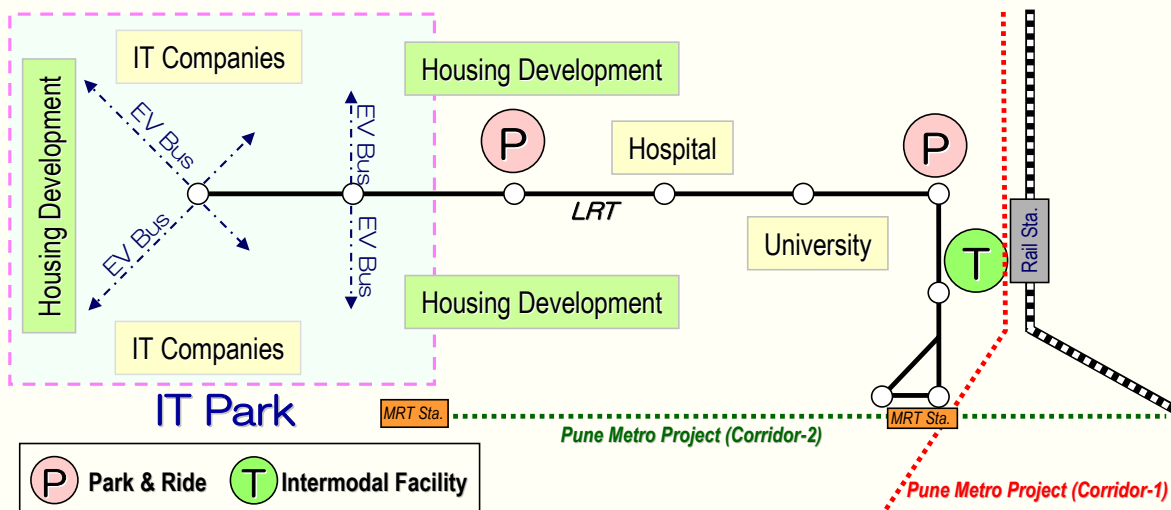 IT Companies
Housing Development
Housing Development
EV Bus
EV Bus
P
Hospital
P
LRT
EV Bus
EV Bus
University
T
Rail Sta.
Housing Development
IT Companies
IT Park
MRT Sta.
MRT Sta.
Pune Metro Project (Corridor-2)
P Park & Ride
T Intermodal Facility
Pune Metro Project (Corridor-1)